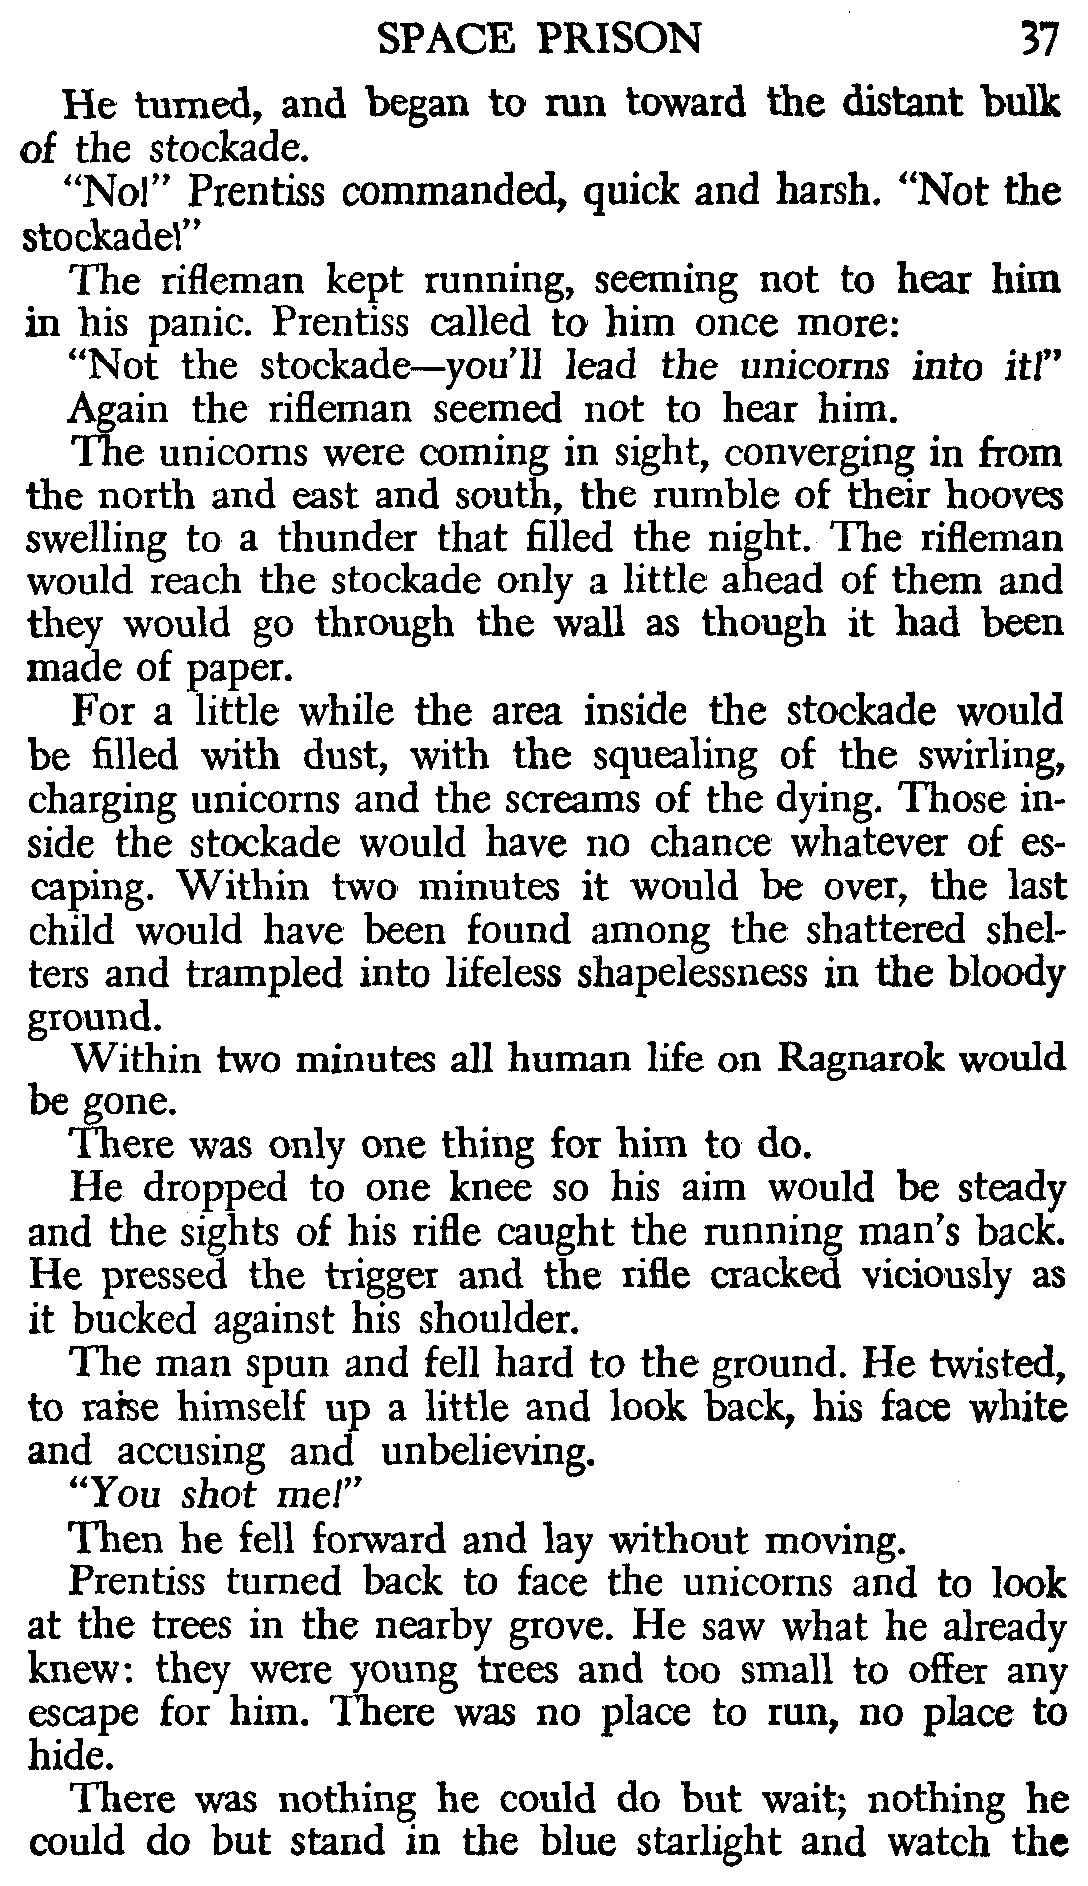 SPACE PRISON 37
He turned, and began to run toward the distant bulk
of the stockade.
“No!” Prentiss commanded, quick and harsh. “Not the
stockade!”
The rifleman kept running, seeming not to hear him
in his panic. Prentiss called to him once more:
“Not the stockade—you’ll lead the unicorns into it!”
Again the rifleman seemed not to hear him.
The unicorns were coming in sight, converging in from
the north and east and south, the rumble of their hooves
swelling to a thunder that filled the night. The rifleman
would reach the stockade only a little ahead of them and
they would go through the wall as though it had been
made of paper.
For a little while the area inside the stockade would
be filled with dust, with the squealing of the swirling,
charging unicorns and the screams of the dying. Those in-
side the stockade would have no chance whatever of es-
caping. Within two minutes it would be over, the last
child would have been found among the shattered shel-
ters and trampled into lifeless shapelessness in the bloody
ground.
Within two minutes all human life on Ragnarok would
be gone.
There was only one thing for him to do.
He dropped to one knee so his aim would be steady
and the sights of his rifle caught the running man’s back.
He pressed the trigger and the rifle cracked viciously as
it bucked against his shoulder.
The man spun and fell hard to the ground. He twisted,
to raise himself up a little and look back, his face white
and accusing and unbelieving.
“You shot me!”
Then he fell forward and lay without moving.
Prentiss turned back to face the unicorns and to look
at the trees in the nearby grove. He saw what he already
knew: they were young trees and too small to offer any
escape for him. There was no place to run, no place to
hide.
There was nothing he could do but wait; nothing he
could do but stand in the blue starlight and watch the